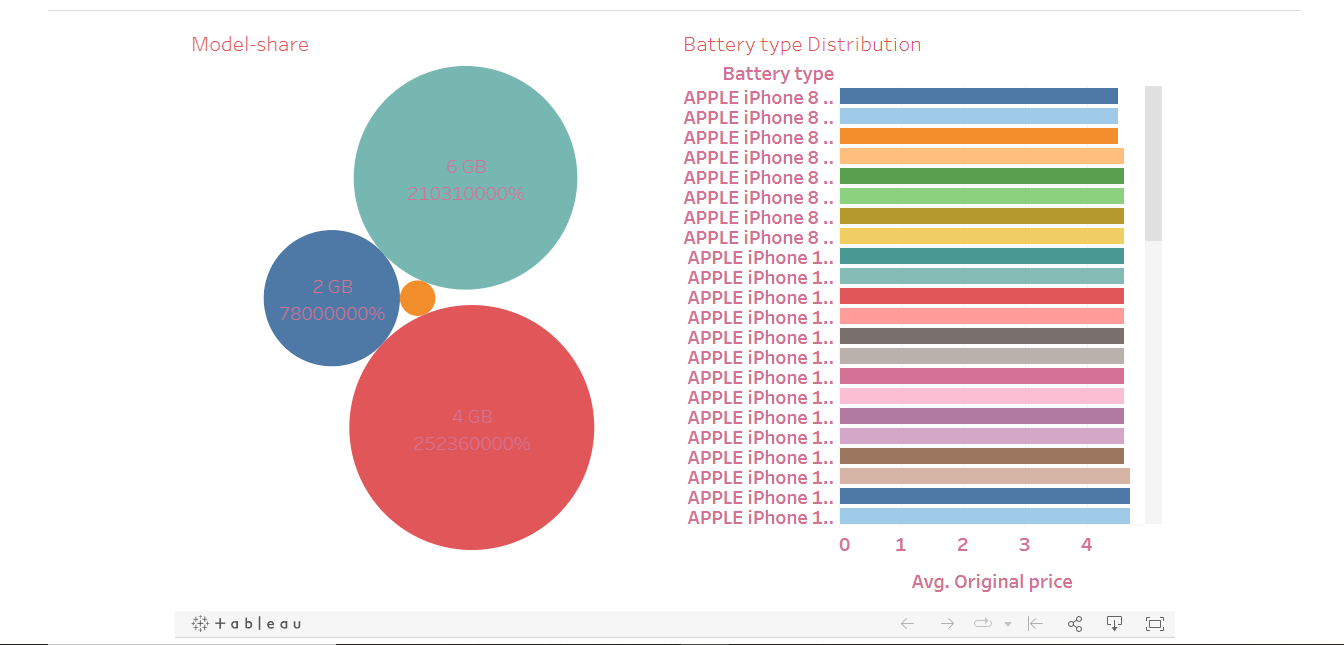 Model-share
6 GB
210310000%
2 GB
78000000%
4 GB
252360000%
Battery type Distribution
Battery type
APPLE iPhone 8 ..
APPLE iPhone 8 ..
APPLE iPhone 8 ..
APPLE iPhone 8 ..
APPLE iPhone 8 ..
APPLE iPhone 8 ..
APPLE iPhone 8 ..
APPLE iPhone 8 ..
APPLE iPhone 1..
APPLE iPhone 1..
APPLE iPhone 1..
APPLE iPhone 1..
APPLE iPhone 1..
APPLE iPhone 1..
APPLE iPhone 1..
APPLE iPhone 1..
APPLE iPhone 1..
APPLE iPhone 1..
APPLE iPhone 1..
APPLE iPhone 1..
APPLE iPhone 1..
APPLE iPhone 1..
0 1 2 3 4
Avg. Original price
+ableau